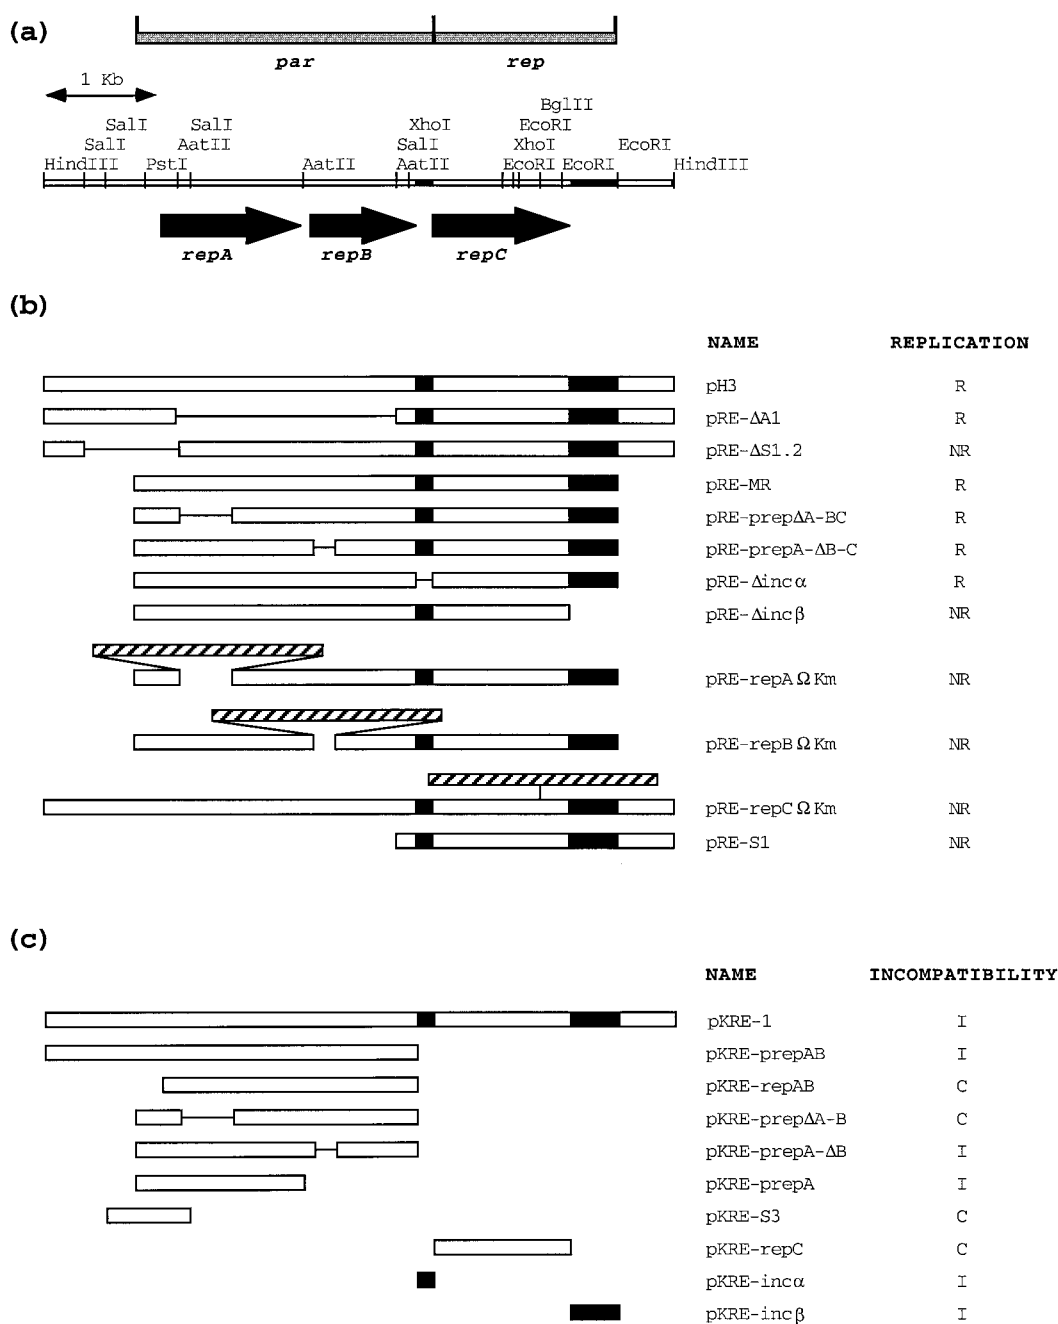 (a)
par rep
1 Kb
BglII
SalI SalI XhoI EcoRI
SalI AatII SalI XhoI EcoRI
HindIII PstI AatII AatII EcoRI EcoRI HindIII
repA repB repC
(b)
NAME REPLICATION
pH3 R
pRE-ΔA1 R
pRE-ΔS1.2 NR
pRE-MR R
pRE-prepΔA-BC R
pRE-prepA-ΔB-C R
pRE-Δincα R
pRE-Δincβ NR
pRE-repAΩKm NR
pRE-repBΩKm NR
pRE-repCΩKm NR
pRE-S1 NR
(c)
NAME INCOMPATIBILITY
pKRE-1 I
pKRE-prepAB I
pKRE-repAB C
pKRE-prepΔA-B C
pKRE-prepA-ΔB I
pKRE-prepA I
pKRE-S3 C
pKRE-repC C
pKRE-incα I
pKRE-incβ I